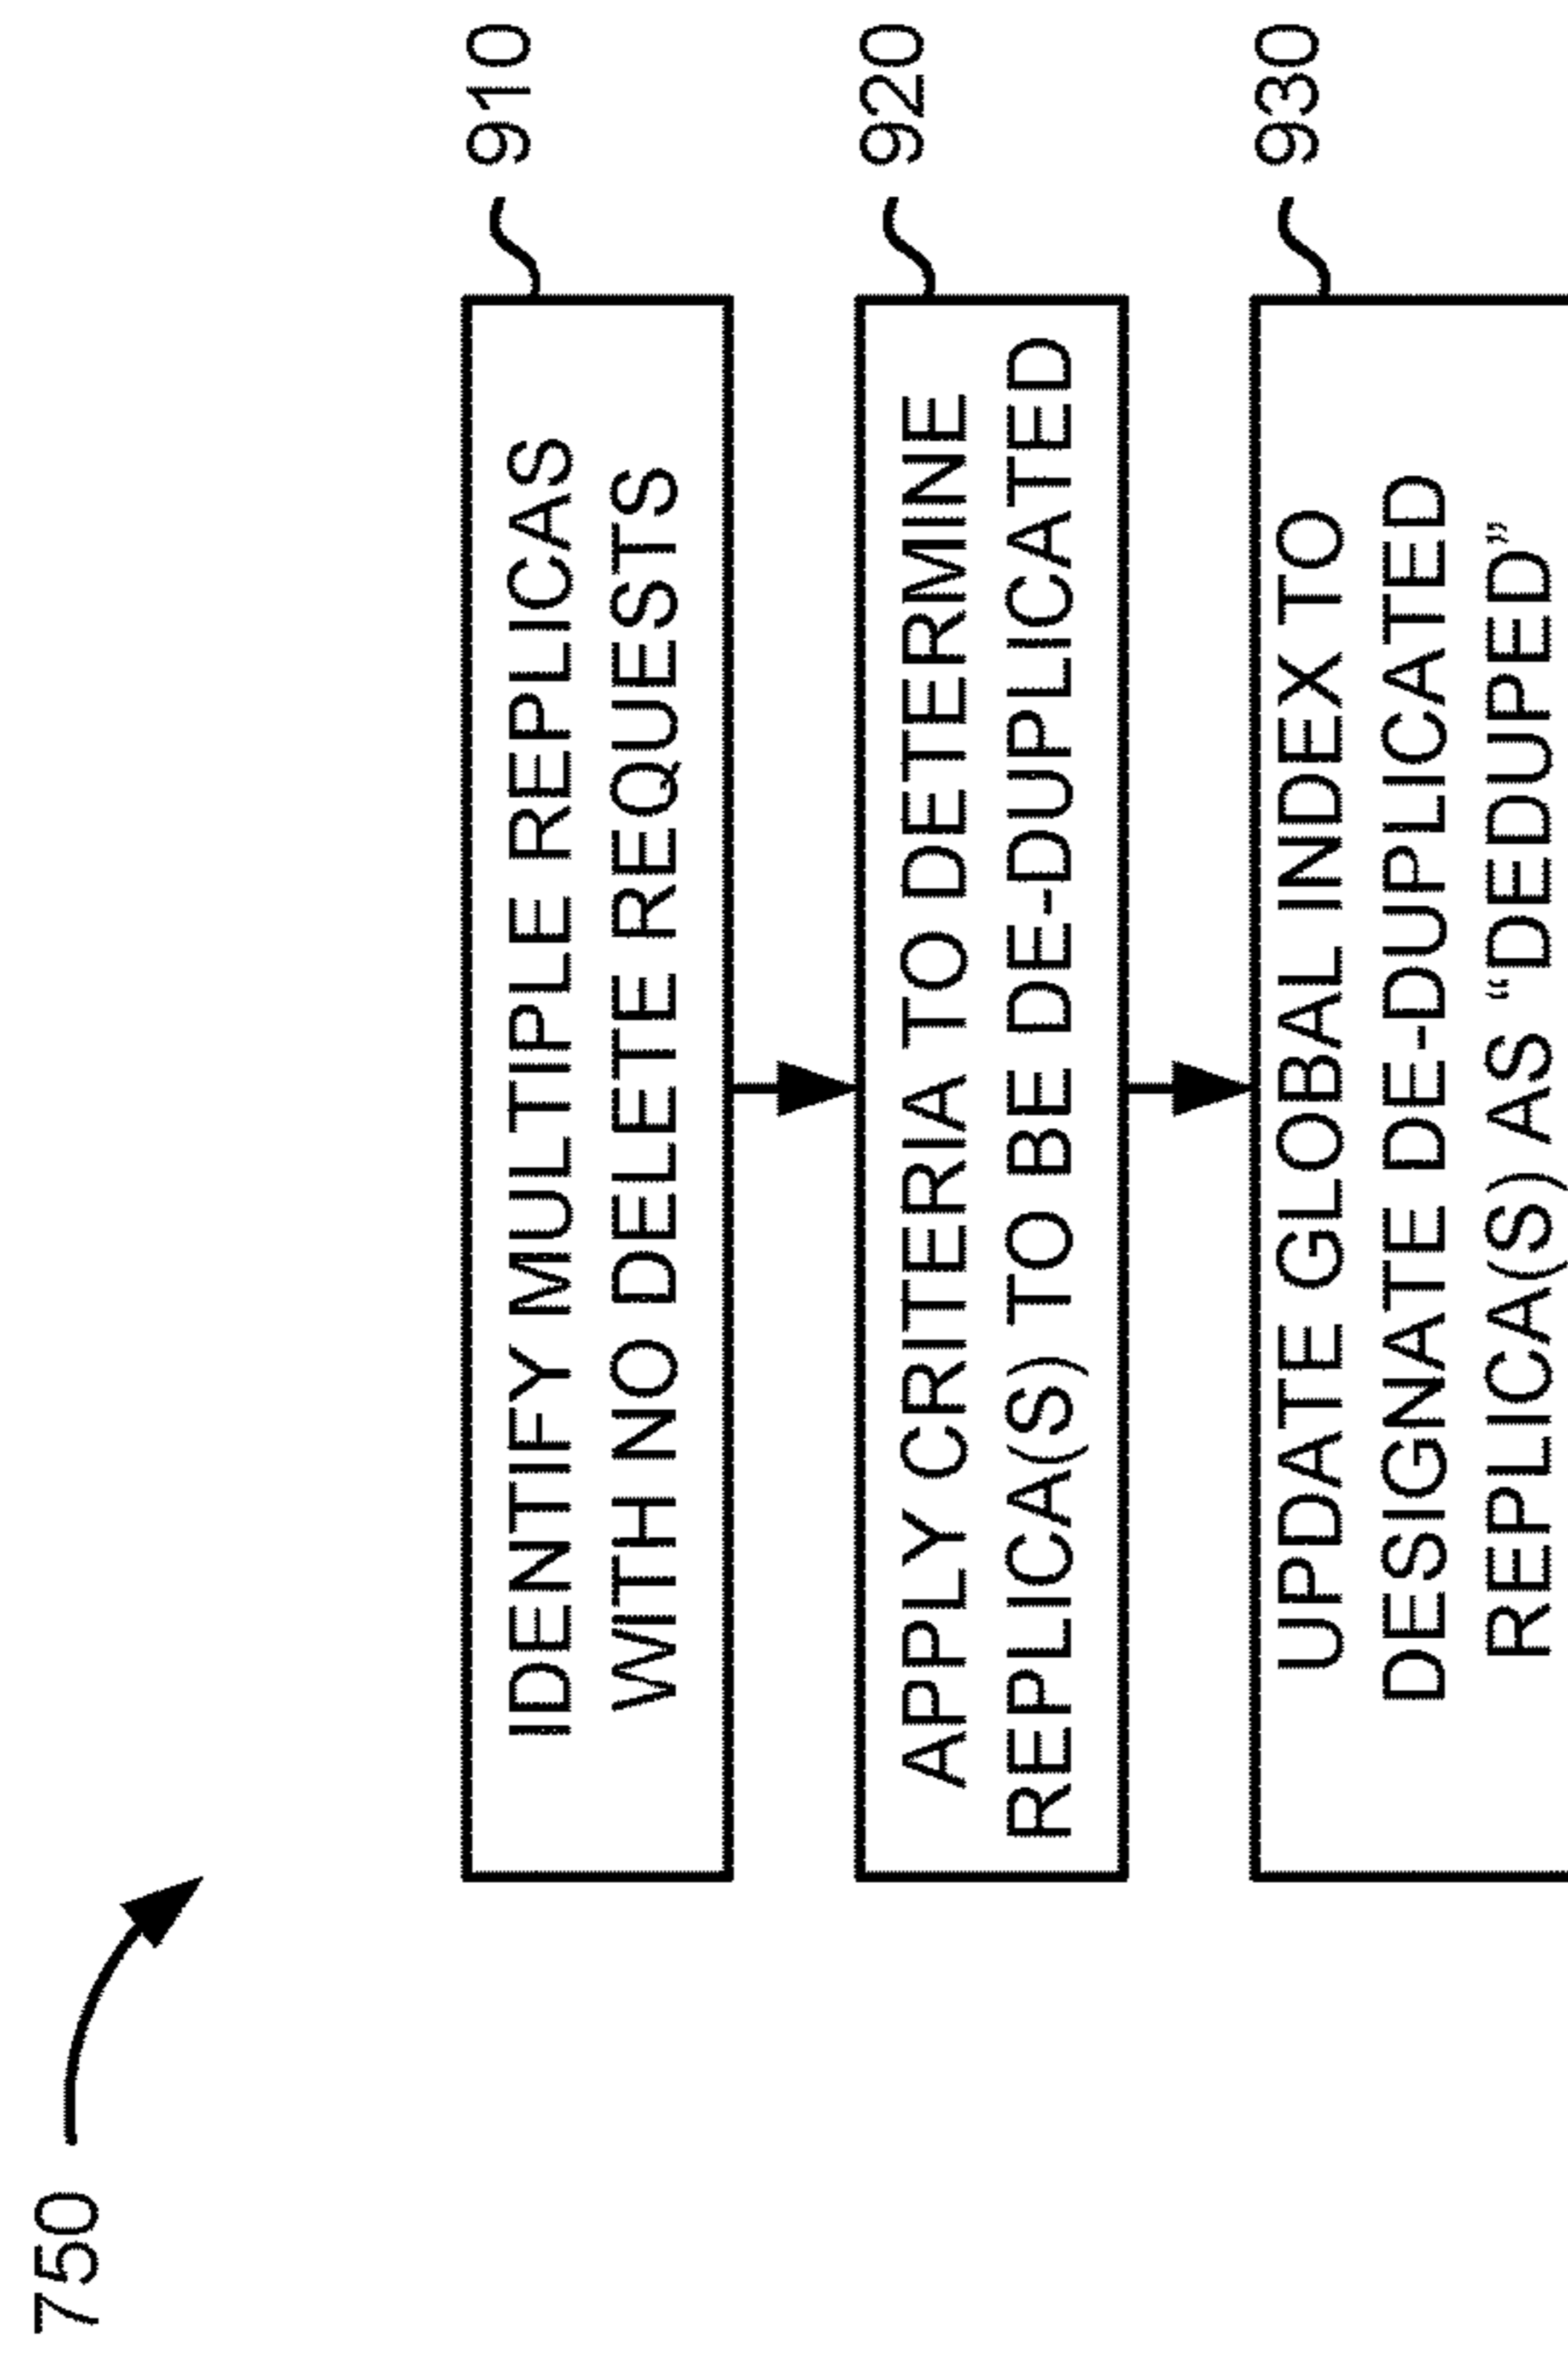 750
IDENTIFY MULTIPLE REPLICAS
WITH NO DELETE REQUESTS
910
APPLY CRITERIA TO DETERMINE
REPLICA(S) TO BE DE-DUPLICATED
920
UPDATE GLOBAL INDEX TO
DESIGNATE DE-DUPLICATED
REPLICA(S) AS “DEDUPED”
930